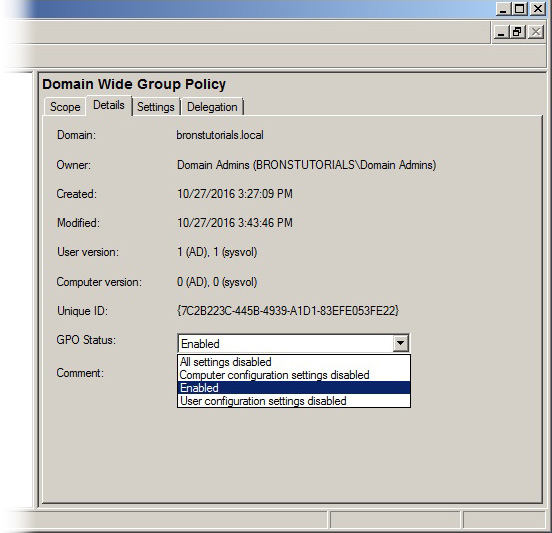 Domain Wide Group Policy
Scope Details Settings Delegation
Domain: bronstutorials.local
Owner: Domain Admins (BRONSTUTORIALS\Domain Admins)
Created: 10/27/2016 3:27:09 PM
Modified: 10/27/2016 3:43:46 PM
User version: 1 (AD), 1 (sysvol)
Computer version: 0 (AD), 0 (sysvol)
Unique ID: {7C2B223C-445B-4939-A1D1-83EFE053FE22}
GPO Status: Enabled
All settings disabled
Computer configuration settings disabled
Comment:
Enabled
User configuration settings disabled